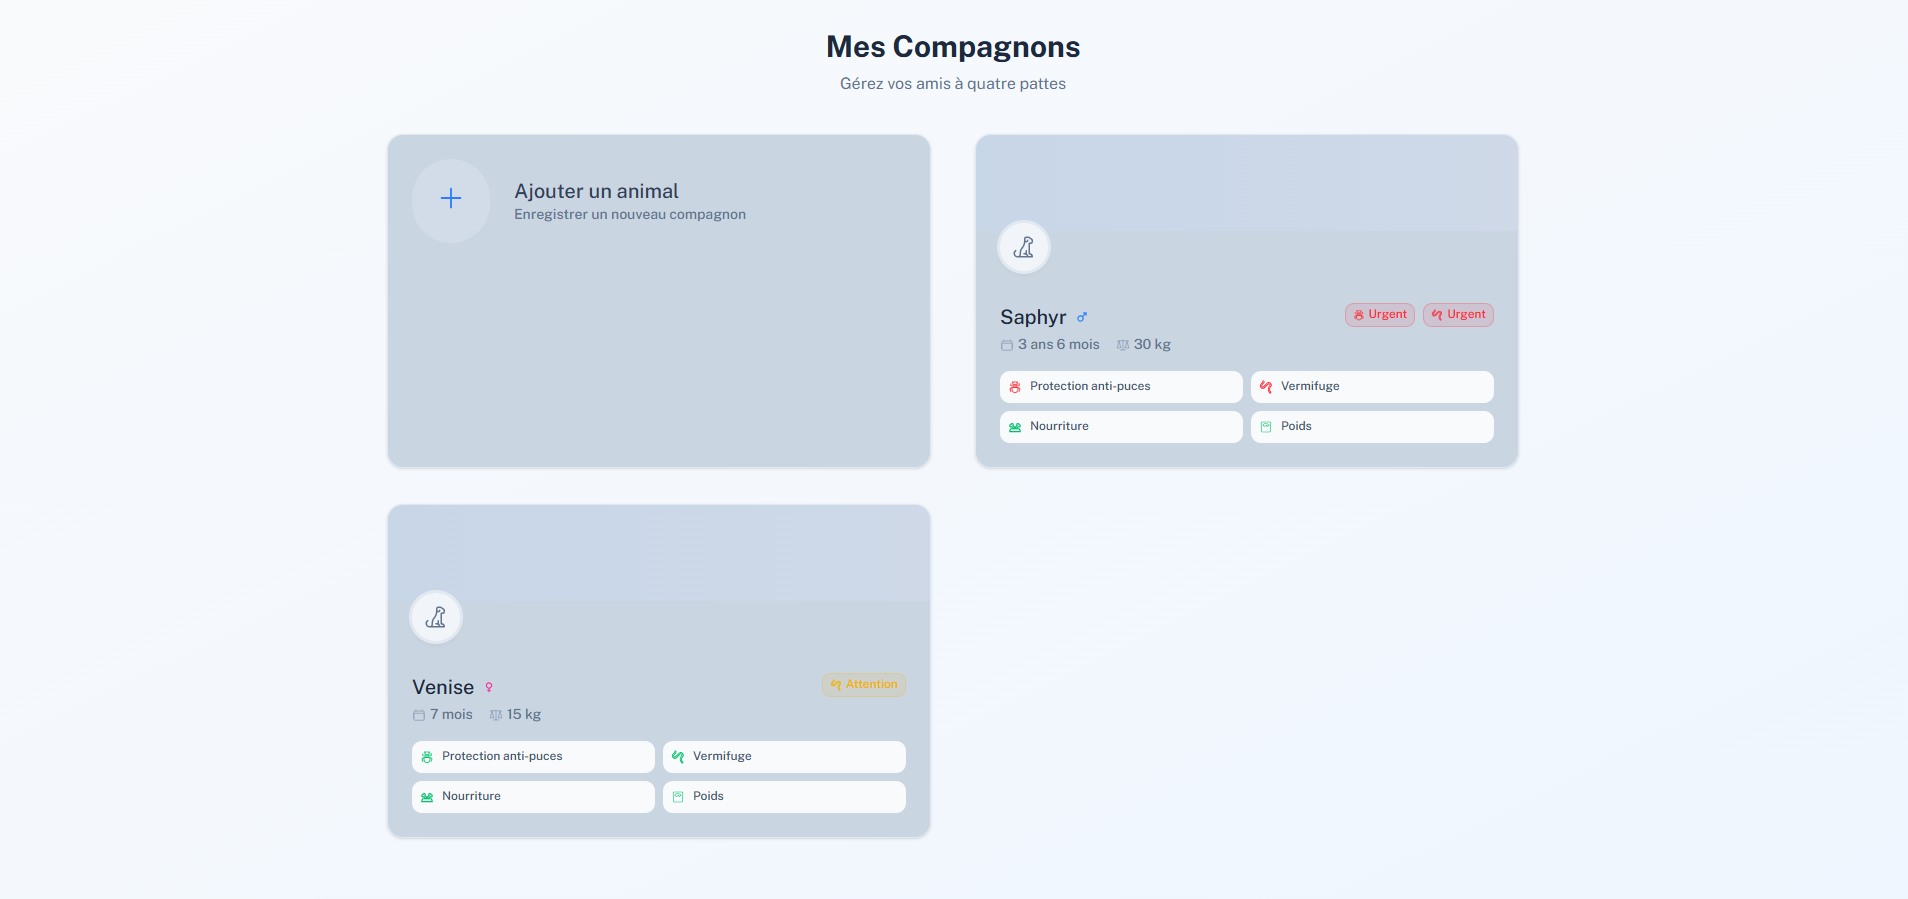 Mes Compagnons
Gérez vos amis à quatre pattes
Ajouter un animal
Enregistrer un nouveau compagnon
Saphyr
Urgent
Urgent
3 ans 6 mois
30 kg
Protection anti-puces
Vermifuge
Nourriture
Poids
Venise
Attention
7 mois
15 kg
Protection anti-puces
Vermifuge
Nourriture
Poids